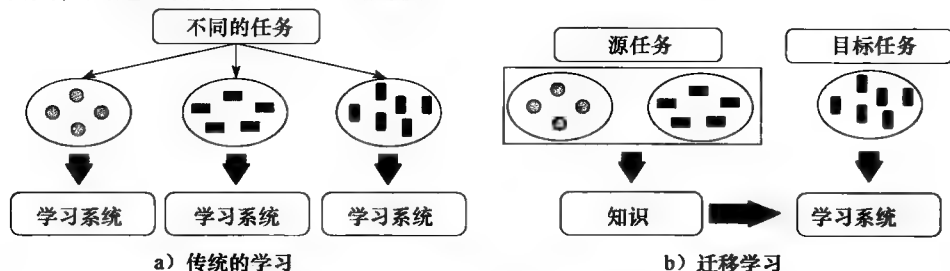 不同的任务
学习系统
学习系统
学习系统
a）传统的学习
源任务
目标任务
知识
学习系统
b）迁移学习